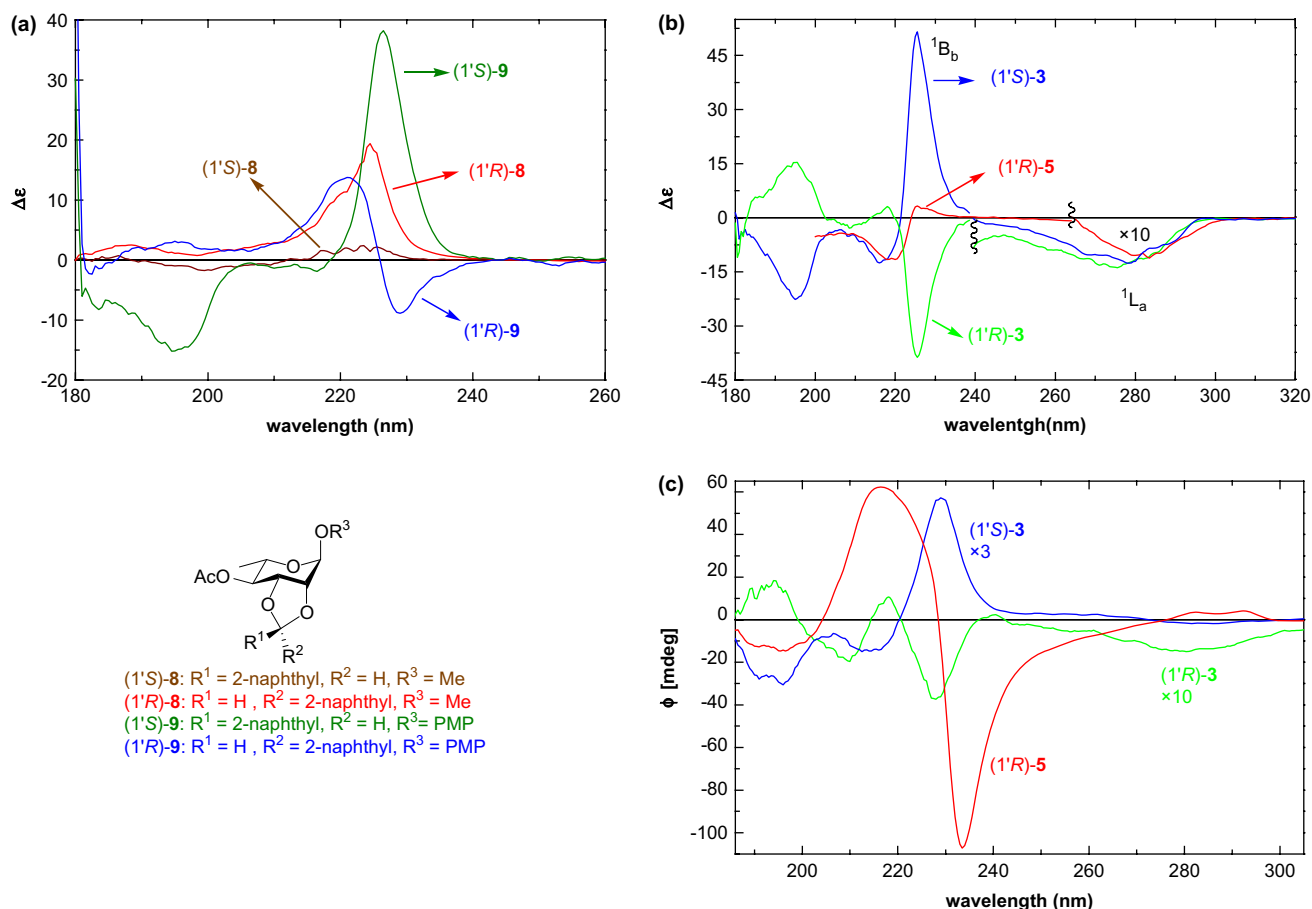 (a)
40
30
20
10
0
-10
-20
Δε
180
200
220
240
260
wavelength (nm)
(1'S)-9
(1'S)-8
(1'R)-8
(1'R)-9
(b)
45
30
15
0
-15
-30
-45
Δε
180
200
220
240
260
280
300
320
wavelentgh(nm)
¹Bb
(1'S)-3
(1'R)-5
×10
¹La
(1'R)-3
OR³
O
AcO
O
O
R¹
R²
(1'S)-8: R¹ = 2-naphthyl, R² = H, R³ = Me
(1'R)-8: R¹ = H , R² = 2-naphthyl, R³ = Me
(1'S)-9: R¹ = 2-naphthyl, R² = H, R³= PMP
(1'R)-9: R¹ = H , R² = 2-naphthyl, R³ = PMP
(c)
60
40
20
0
-20
-40
-60
-80
-100
ϕ [mdeg]
200
220
240
260
280
300
wavelength (nm)
(1'S)-3
×3
(1'R)-3
×10
(1'R)-5